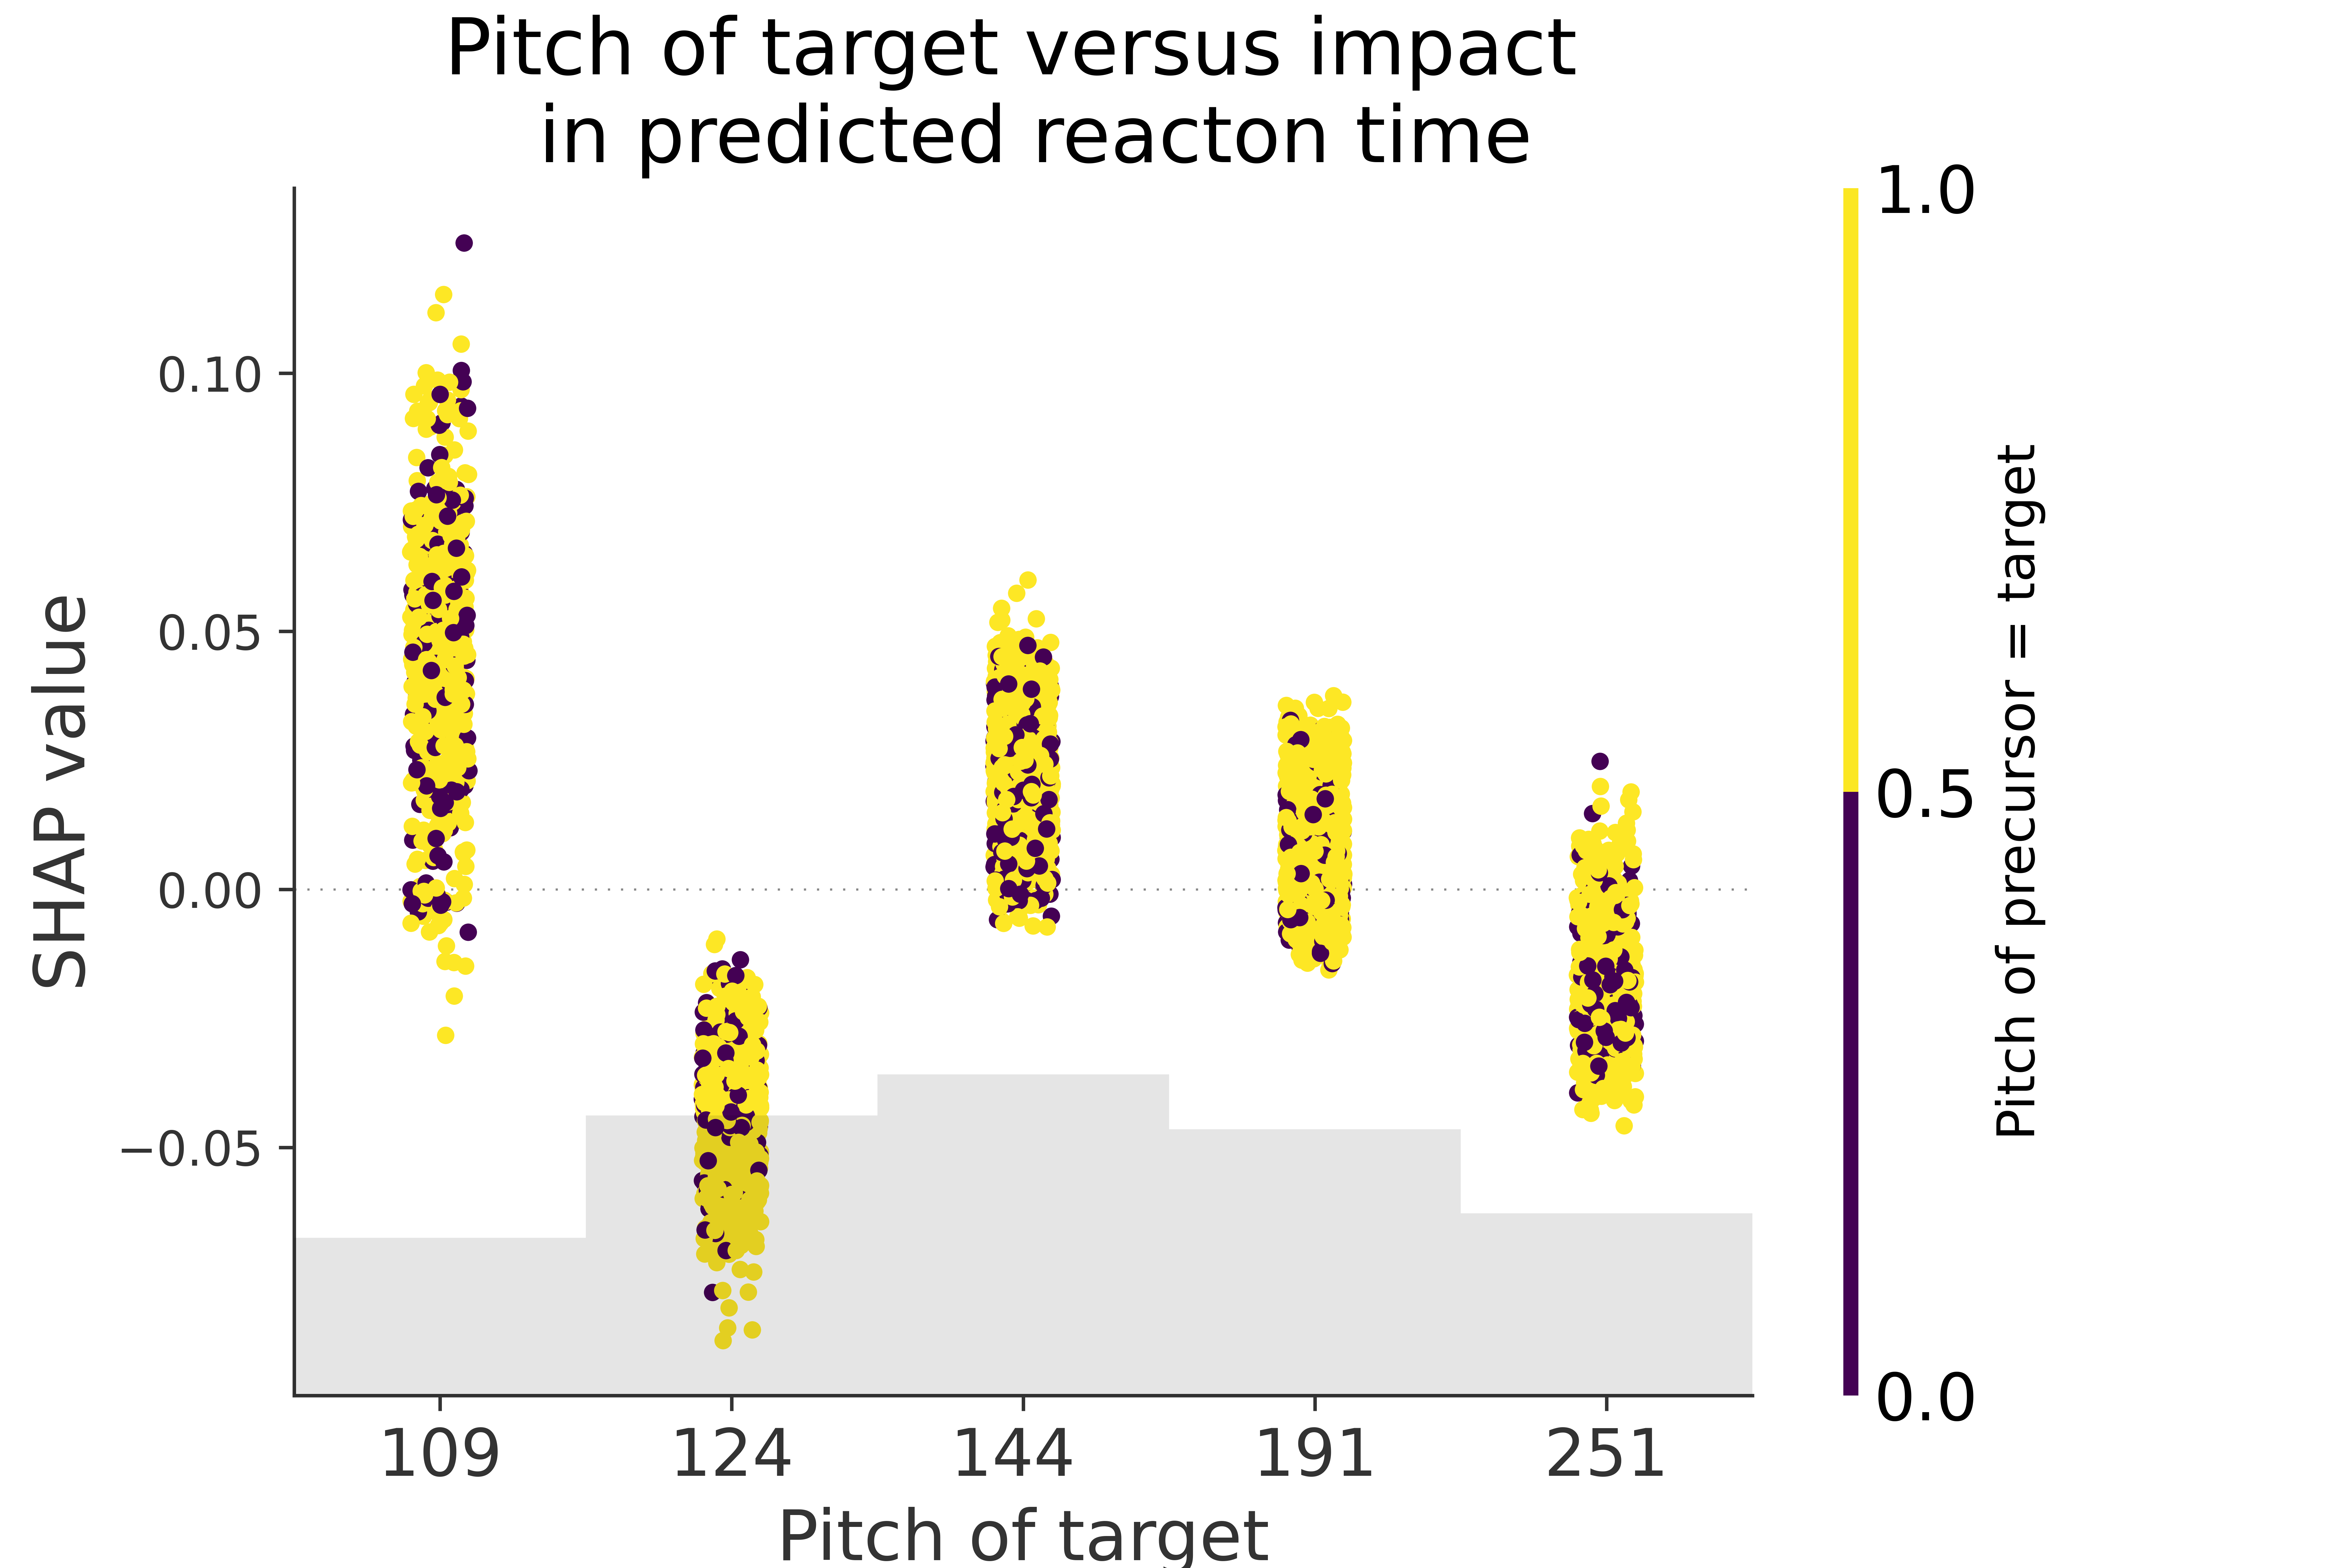 Pitch of target versus impact
in predicted reacton time
SHAP value
0.10
0.05
0.00
−0.05
109
124
144
191
251
Pitch of target
1.0
0.5
0.0
Pitch of precursor = target